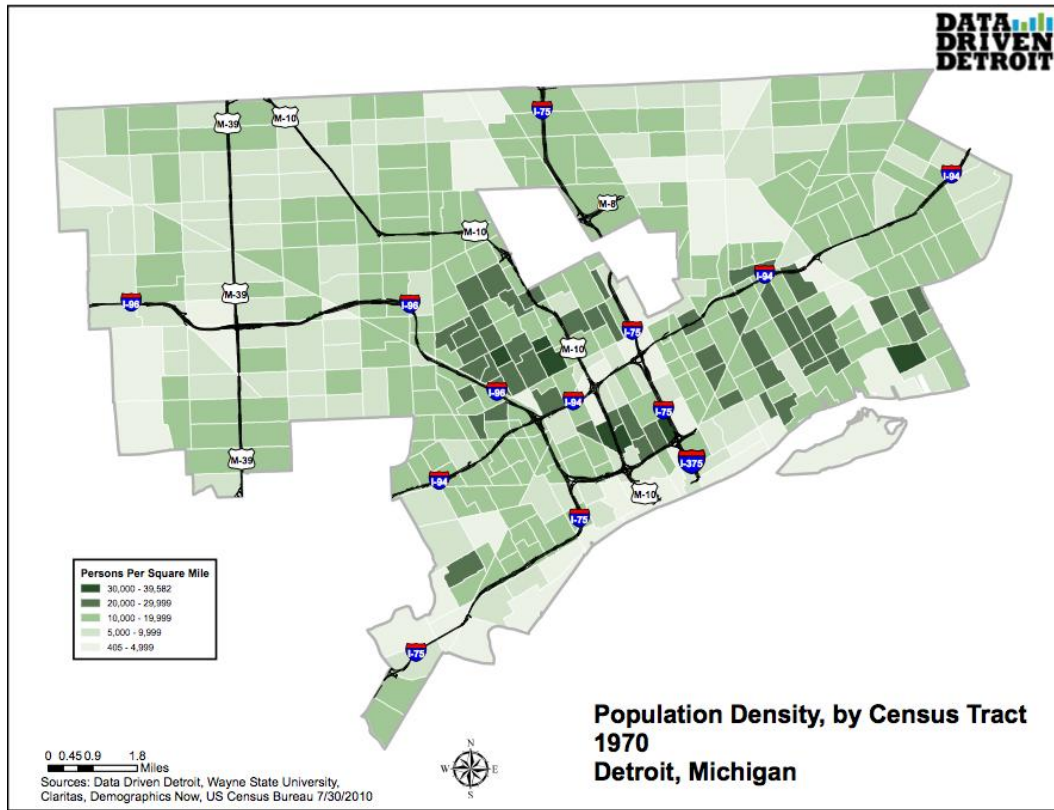 DATA
DRIVEN
DETROIT
M-39
M-10
I-75
I-94
M-8
M-10
I-94
I-96
M-39
I-96
I-75
M-10
I-96
I-94
I-75
M-39
I-375
I-94
M-10
I-75
I-75
Persons Per Square Mile
30,000 - 39,582
20,000 - 29,999
10,000 - 19,999
5,000 - 9,999
405 - 4,999
Population Density, by Census Tract
1970
Detroit, Michigan
0 0.45 0.9 1.8
Miles
N
W E
S
Sources: Data Driven Detroit, Wayne State University,
Claritas, Demographics Now, US Census Bureau 7/30/2010